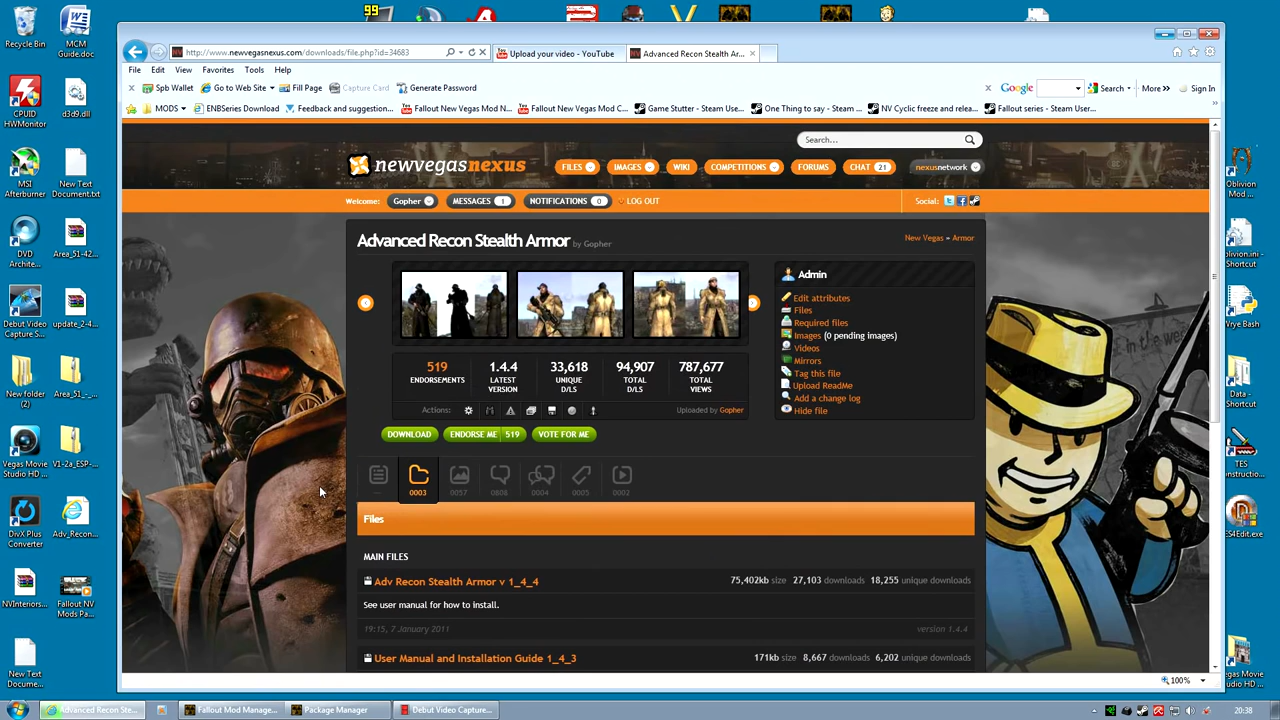 99
Recycle Bin
MCM Guide.doc
CPUID HWMonitor
d3d9.dll
MSI Afterburner
New Text Document.txt
DVD Archite...
Area_51-42...
Debut Video Capture S...
update_2-4...
New folder (2)
Area_51_-_...
Vegas Movie Studio HD ...
V1-2a_ESP-...
DivX Plus Converter
Adv_Recon...
NVInteriors...
Fallout NV Mods Pa...
New Text Docume...
http://www.newvegasnexus.com/downloads/file.php?id=34683
Upload your video - YouTube
Advanced Recon Stealth Ar...
File Edit View Favorites Tools Help
Spb Wallet Go to Web Site Fill Page Capture Card Generate Password
Google Search More >> Sign In
MODS ENBSeries Download Feedback and suggestion... Fallout New Vegas Mod N... Fallout New Vegas Mod C... Game Stutter - Steam Use... One Thing to say - Steam ... NV Cyclic freeze and relea... Fallout series - Steam User...
Search...
newvegasnexus
FILES IMAGES WIKI COMPETITIONS FORUMS CHAT 21 nexusnetwork
Welcome: Gopher MESSAGES 1 NOTIFICATIONS 0 LOG OUT Social:
Advanced Recon Stealth Armor by Gopher
New Vegas » Armor
Admin
Edit attributes
Files
Required files
Images (0 pending images)
Videos
Mirrors
Tag this file
Upload ReadMe
Add a change log
Hide file
519 1.4.4 33,618 94,907 787,677
ENDORSEMENTS LATEST VERSION UNIQUE D/LS TOTAL D/LS TOTAL VIEWS
Actions:
Uploaded by Gopher
DOWNLOAD ENDORSE ME 519 VOTE FOR ME
0003 0057 0808 0004 0005 0002
Files
MAIN FILES
Adv Recon Stealth Armor v 1_4_4
75,402kb size 27,103 downloads 18,255 unique downloads
See user manual for how to install.
19:15, 7 January 2011
version 1.4.4
User Manual and Installation Guide 1_4_3
171kb size 8,667 downloads 6,202 unique downloads
100%
Oblivion Mod ...
Oblivion.ini - Shortcut
Wrye Bash
Data - Shortcut
TES Construction...
TES4Edit.exe
Vegas Movie Studio HD ...
Advanced Recon Ste...
Fallout Mod Manage...
Package Manager
Debut Video Capture...
20:38